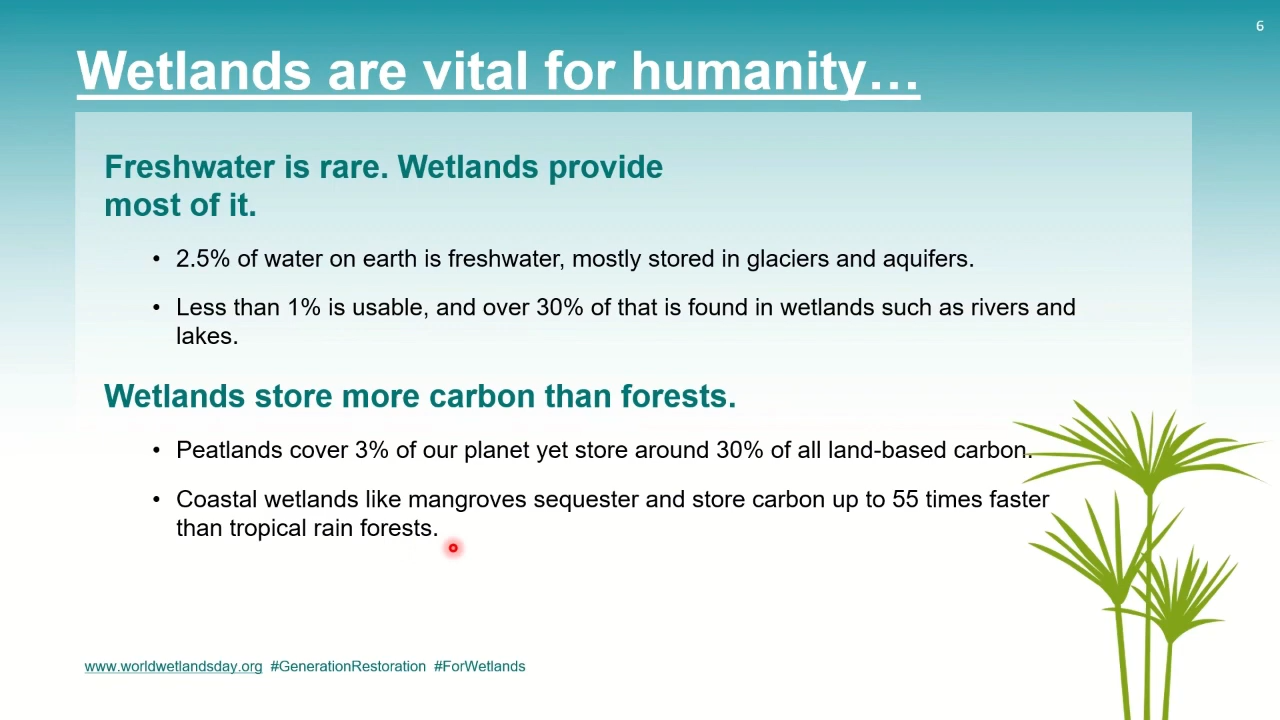 6
Wetlands are vital for humanity…
Freshwater is rare. Wetlands provide
most of it.
• 2.5% of water on earth is freshwater, mostly stored in glaciers and aquifers.
• Less than 1% is usable, and over 30% of that is found in wetlands such as rivers and
lakes.
Wetlands store more carbon than forests.
• Peatlands cover 3% of our planet yet store around 30% of all land-based carbon.
• Coastal wetlands like mangroves sequester and store carbon up to 55 times faster
than tropical rain forests.
www.worldwetlandsday.org #GenerationRestoration #ForWetlands